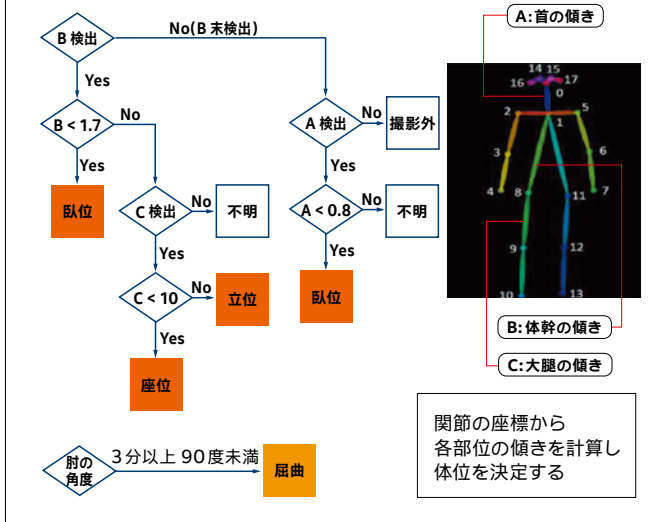 B 検出
No(B 末検出)
Yes
B < 1.7
No
Yes
臥位
C 検出
No
不明
Yes
C < 10
No
立位
Yes
座位
A 検出
No
撮影外
Yes
A < 0.8
No
不明
Yes
臥位
A:首の傾き
14 15
16 17
0
2 5
1
3 6
4 8 11 7
9 12
10 13
B:体幹の傾き
C:大腿の傾き
関節の座標から
各部位の傾きを計算し
体位を決定する
肘の
角度
3分以上 90度未満
屈曲